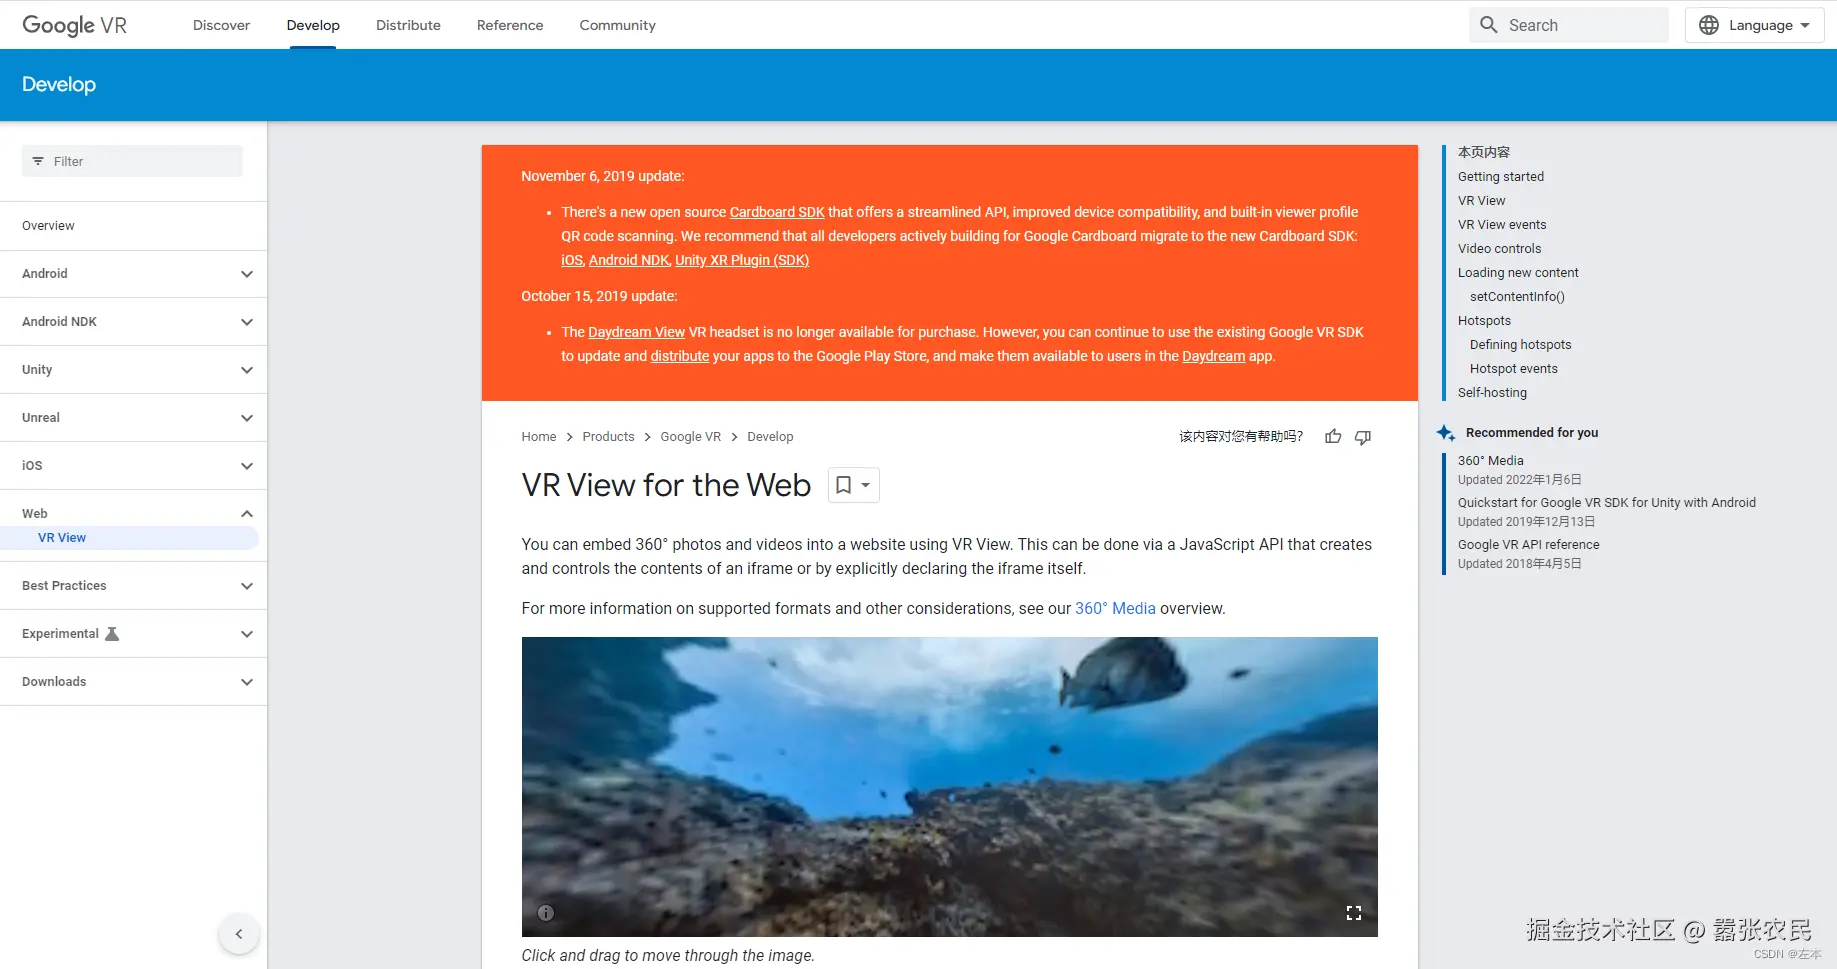 Google VR
Discover
Develop
Distribute
Reference
Community
Search
Language
Develop
Filter
Overview
Android
Android NDK
Unity
Unreal
iOS
Web
VR View
Best Practices
Experimental
Downloads
November 6, 2019 update:
• There's a new open source Cardboard SDK that offers a streamlined API, improved device compatibility, and built-in viewer profile
QR code scanning. We recommend that all developers actively building for Google Cardboard migrate to the new Cardboard SDK:
iOS, Android NDK, Unity XR Plugin (SDK)
October 15, 2019 update:
• The Daydream View VR headset is no longer available for purchase. However, you can continue to use the existing Google VR SDK
to update and distribute your apps to the Google Play Store, and make them available to users in the Daydream app.
Home > Products > Google VR > Develop
该内容对您有帮助吗?
VR View for the Web
You can embed 360° photos and videos into a website using VR View. This can be done via a JavaScript API that creates
and controls the contents of an iframe or by explicitly declaring the iframe itself.
For more information on supported formats and other considerations, see our 360° Media overview.
Click and drag to move through the image.
本页内容
Getting started
VR View
VR View events
Video controls
Loading new content
setContentInfo()
Hotspots
Defining hotspots
Hotspot events
Self-hosting
Recommended for you
360° Media
Updated 2022年1月6日
Quickstart for Google VR SDK for Unity with Android
Updated 2019年12月13日
Google VR API reference
Updated 2018年4月5日
掘金技术社区 @ 嚣张农民
CSDN @左本